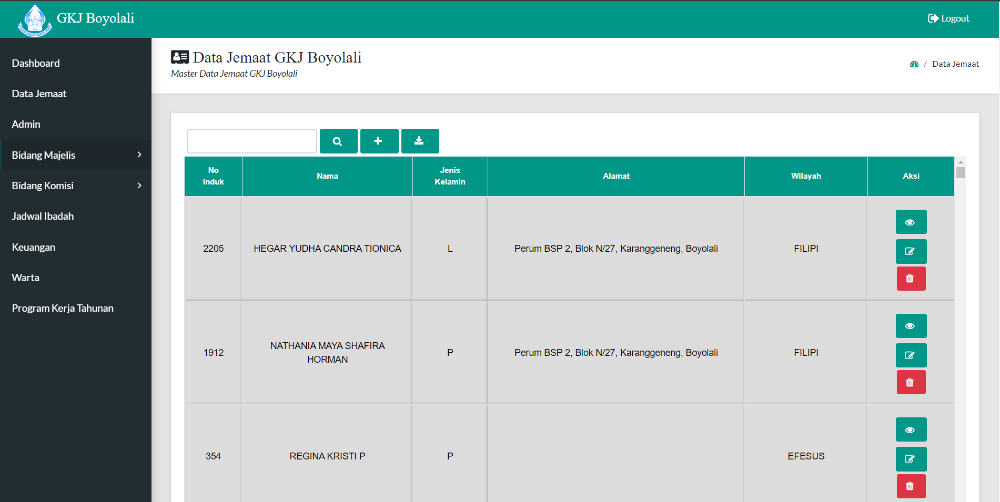 GKJ Boyolali
Logout
Dashboard
Data Jemaat
Admin
Bidang Majelis
Bidang Komisi
Jadwal Ibadah
Keuangan
Warta
Program Kerja Tahunan
Data Jemaat GKJ Boyolali
Master Data Jemaat GKJ Boyolali
/ Data Jemaat
No
Induk
Nama
Jenis
Kelamin
Alamat
Wilayah
Aksi
2205
HEGAR YUDHA CANDRA TIONICA
L
Perum BSP 2, Blok N/27, Karanggeneng, Boyolali
FILIPI
1912
NATHANIA MAYA SHAFIRA
HORMAN
P
Perum BSP 2, Blok N/27, Karanggeneng, Boyolali
FILIPI
354
REGINA KRISTI P
P
EFESUS